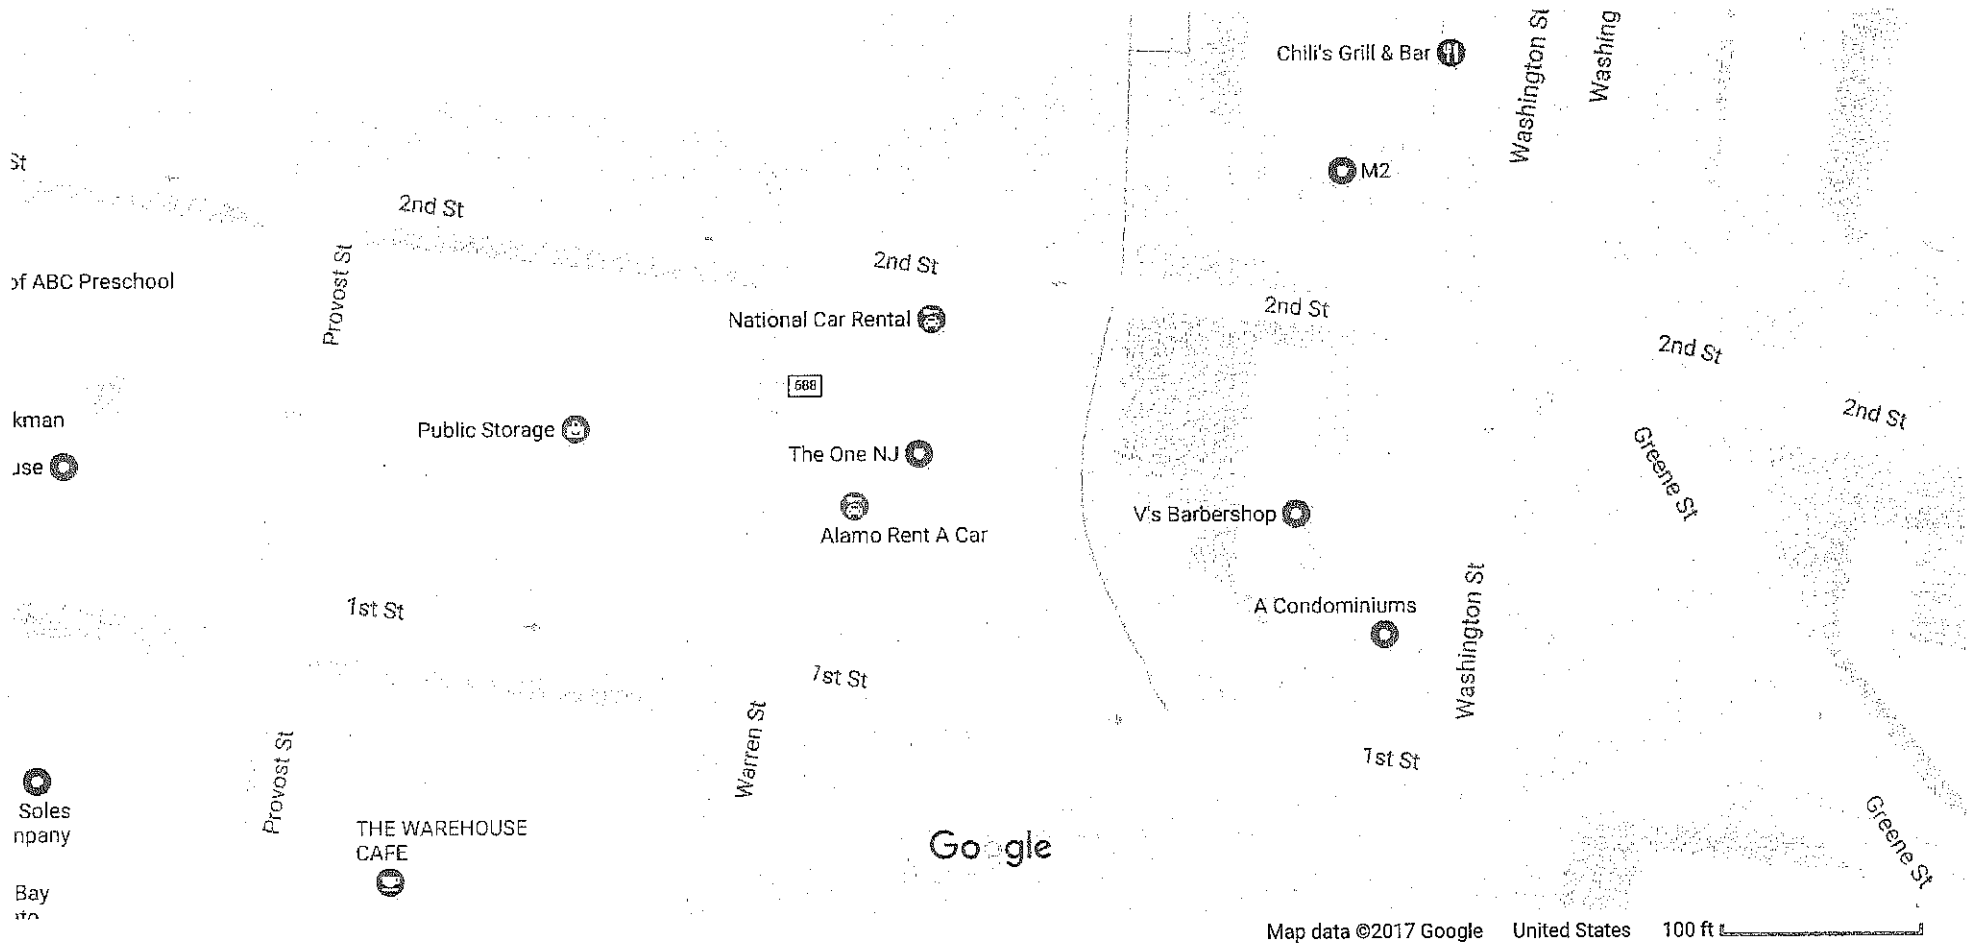 Chili's Grill & Bar
Washington St
Washing
M2
St
2nd St
Provost St
of ABC Preschool
2nd St
National Car Rental
2nd St
2nd St
588
2nd St
kman
Public Storage
use
The One NJ
Greene St
Alamo Rent A Car
V's Barbershop
1st St
A Condominiums
Washington St
1st St
Warren St
Provost St
1st St
Soles
npany
THE WAREHOUSE
CAFE
Google
Greene St
Bay
Map data ©2017 Google United States 100 ft